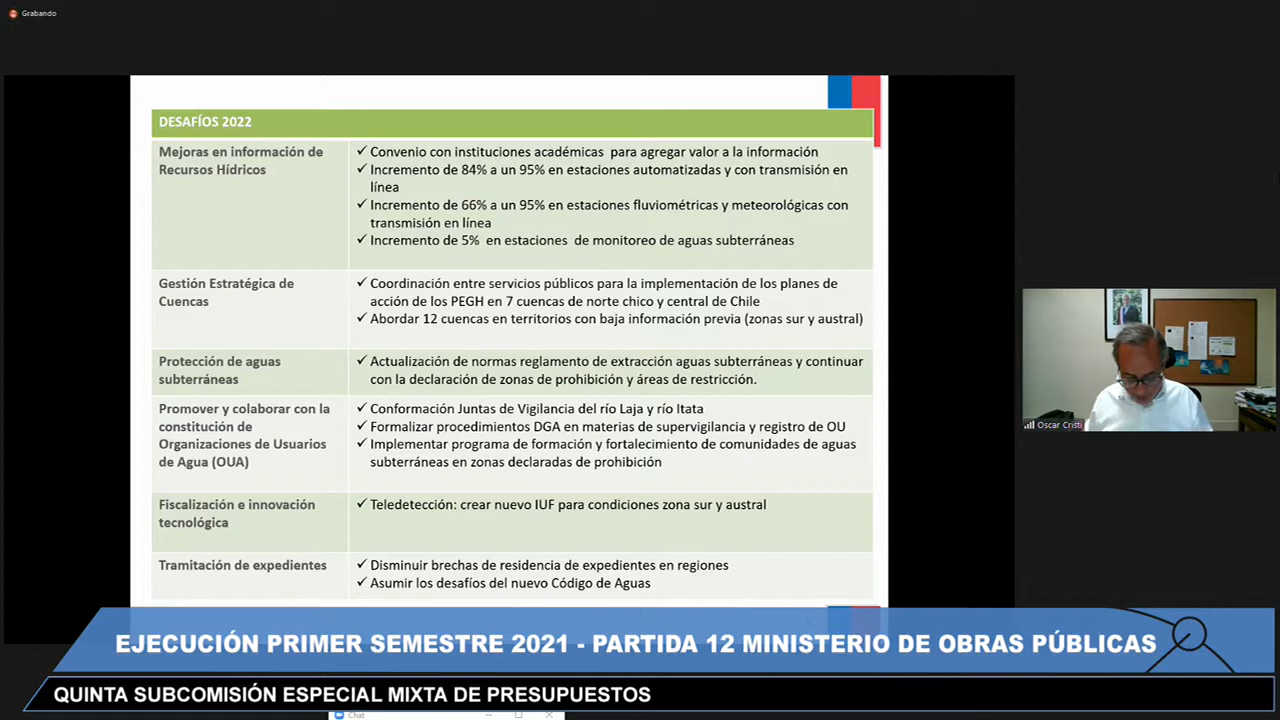 Grabando
DESAFÍOS 2022
Mejoras en información de
Recursos Hídricos
✓ Convenio con instituciones académicas para agregar valor a la información
✓ Incremento de 84% a un 95% en estaciones automatizadas y con transmisión en
línea
✓ Incremento de 66% a un 95% en estaciones fluviométricas y meteorológicas con
transmisión en línea
✓ Incremento de 5% en estaciones de monitoreo de aguas subterráneas
Gestión Estratégica de
Cuencas
✓ Coordinación entre servicios públicos para la implementación de los planes de
acción de los PEGH en 7 cuencas de norte chico y central de Chile
✓ Abordar 12 cuencas en territorios con baja información previa (zonas sur y austral)
Protección de aguas
subterráneas
✓ Actualización de normas reglamento de extracción aguas subterráneas y continuar
con la declaración de zonas de prohibición y áreas de restricción.
Promover y colaborar con la
constitución de
Organizaciones de Usuarios
de Agua (OUA)
✓ Conformación Juntas de Vigilancia del río Laja y río Itata
✓ Formalizar procedimientos DGA en materias de supervigilancia y registro de OU
✓ Implementar programa de formación y fortalecimiento de comunidades de aguas
subterráneas en zonas declaradas de prohibición
Fiscalización e innovación
tecnológica
✓ Teledetección: crear nuevo IUF para condiciones zona sur y austral
Tramitación de expedientes
✓ Disminuir brechas de residencia de expedientes en regiones
✓ Asumir los desafíos del nuevo Código de Aguas
Oscar Cristi
EJECUCIÓN PRIMER SEMESTRE 2021 - PARTIDA 12 MINISTERIO DE OBRAS PÚBLICAS
QUINTA SUBCOMISIÓN ESPECIAL MIXTA DE PRESUPUESTOS
Chat